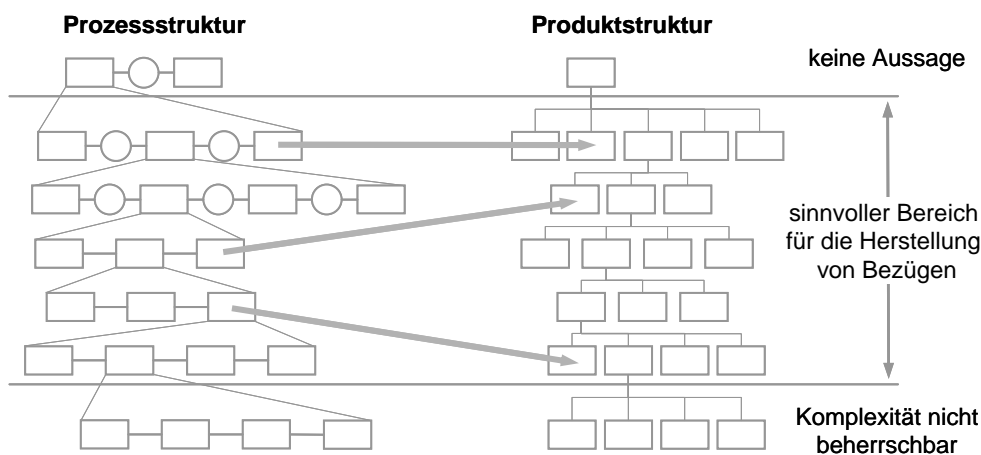 Prozessstruktur
Produktstruktur
keine Aussage
sinnvoller Bereich
für die Herstellung
von Bezügen
Komplexität nicht
beherrschbar